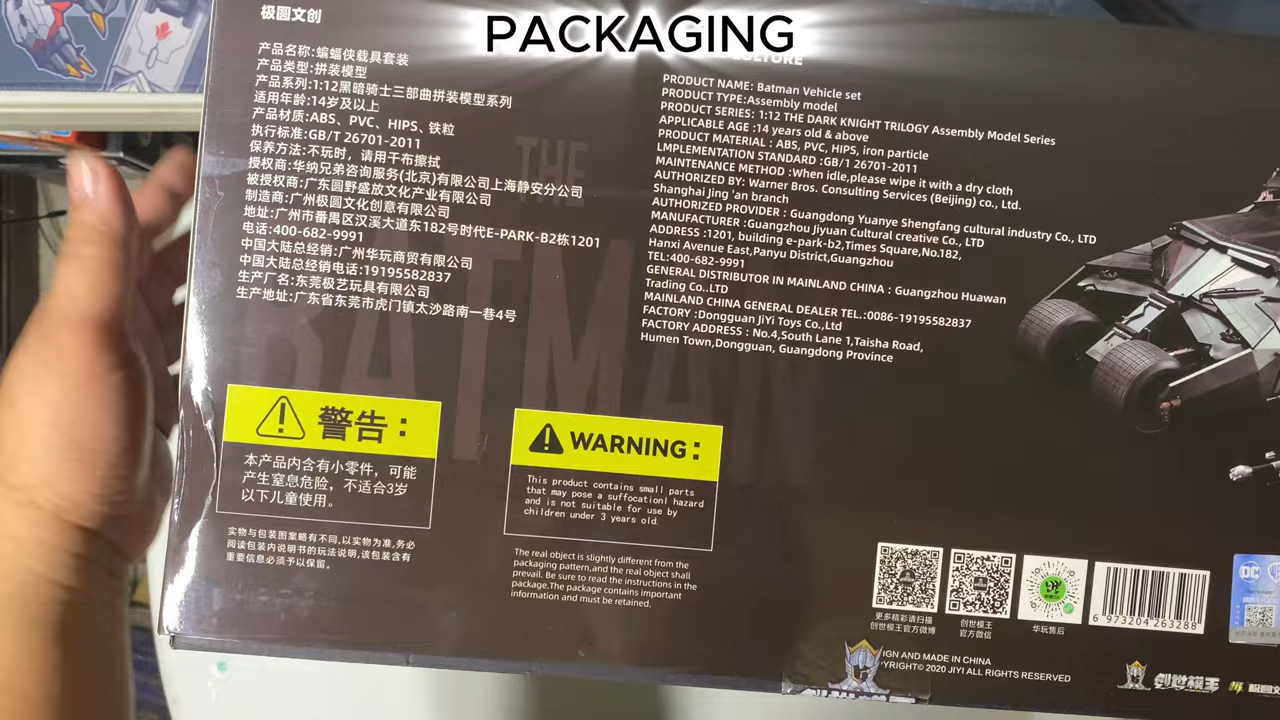 PACKAGING
极圆文创
产品名称:蝙蝠侠载具套装
产品类型:拼装模型
产品系列:1:12黑暗骑士三部曲拼装模型系列
适用年龄:14岁及以上
产品材质:ABS、PVC、HIPS、铁粒
执行标准:GB/T 26701-2011
保养方法:不玩时，请用干布擦拭
授权商:华纳兄弟咨询服务(北京)有限公司上海静安分公司
被授权商:广东圆野盛放文化产业有限公司
制造商:广州极圆文化创意有限公司
地址:广州市番禺区汉溪大道东182号时代E-PARK-B2栋1201
电话:400-682-9991
中国大陆总经销:广州华玩商贸有限公司
中国大陆总经销电话:19195582837
生产厂名:东莞极艺玩具有限公司
生产地址:广东省东莞市虎门镇太沙路南一巷4号
CULTURE
PRODUCT NAME: Batman Vehicle set
PRODUCT TYPE:Assembly model
PRODUCT SERIES: 1:12 THE DARK KNIGHT TRILOGY Assembly Model Series
APPLICABLE AGE :14 years old & above
PRODUCT MATERIAL : ABS, PVC, HIPS, iron particle
LMPLEMENTATION STANDARD :GB/1 26701-2011
MAINTENANCE METHOD :When idle,please wipe it with a dry cloth
AUTHORIZED BY: Warner Bros. Consulting Services (Beijing) co., Ltd.
Shanghai Jing 'an branch
AUTHORIZED PROVIDER : Guangdong Yuanye Shengfang cultural industry Co., LTD
MANUFACTURER :Guangzhou Jiyuan Cultural creative Co., LTD
ADDRESS :1201, building e-park-b2,Times Square,No.182,
Hanxi Avenue East,Panyu District,Guangzhou
TEL:400-682-9991
GENERAL DISTRIBUTOR IN MAINLAND CHINA : Guangzhou Huawan
Trading Co..LTD
MAINLAND CHINA GENERAL DEALER TEL.:0086-19195582837
FACTORY :Dongguan JiYi Toys Co.,Ltd
FACTORY ADDRESS : No.4,South Lane 1,Taisha Road,
Humen Town,Dongguan, Guangdong Province
THE
BATMAN
警告：
本产品内含有小零件，可能
产生窒息危险，不适合3岁
以下儿童使用。
实物与包装图案略有不同,以实物为准,务必
阅读包装内说明书的玩法说明,该包装含有
重要信息必须予以保留。
WARNING:
This product contains small parts
that may pose a suffocationl hazard
and is not suitable for use by
children under 3 years old.
The real object is slightly different from the
packaging pattern,and the real object shall
prevail. Be sure to read the instructions in the
package.The package contains important
information and must be retained.
更多精彩请扫描
创世模王官方微博
创世模王
官方微信
华玩售后
6 973204 263288
DC
IGN AND MADE IN CHINA
YRIGHT© 2020 JIYI ALL RIGHTS RESERVED
创世模王